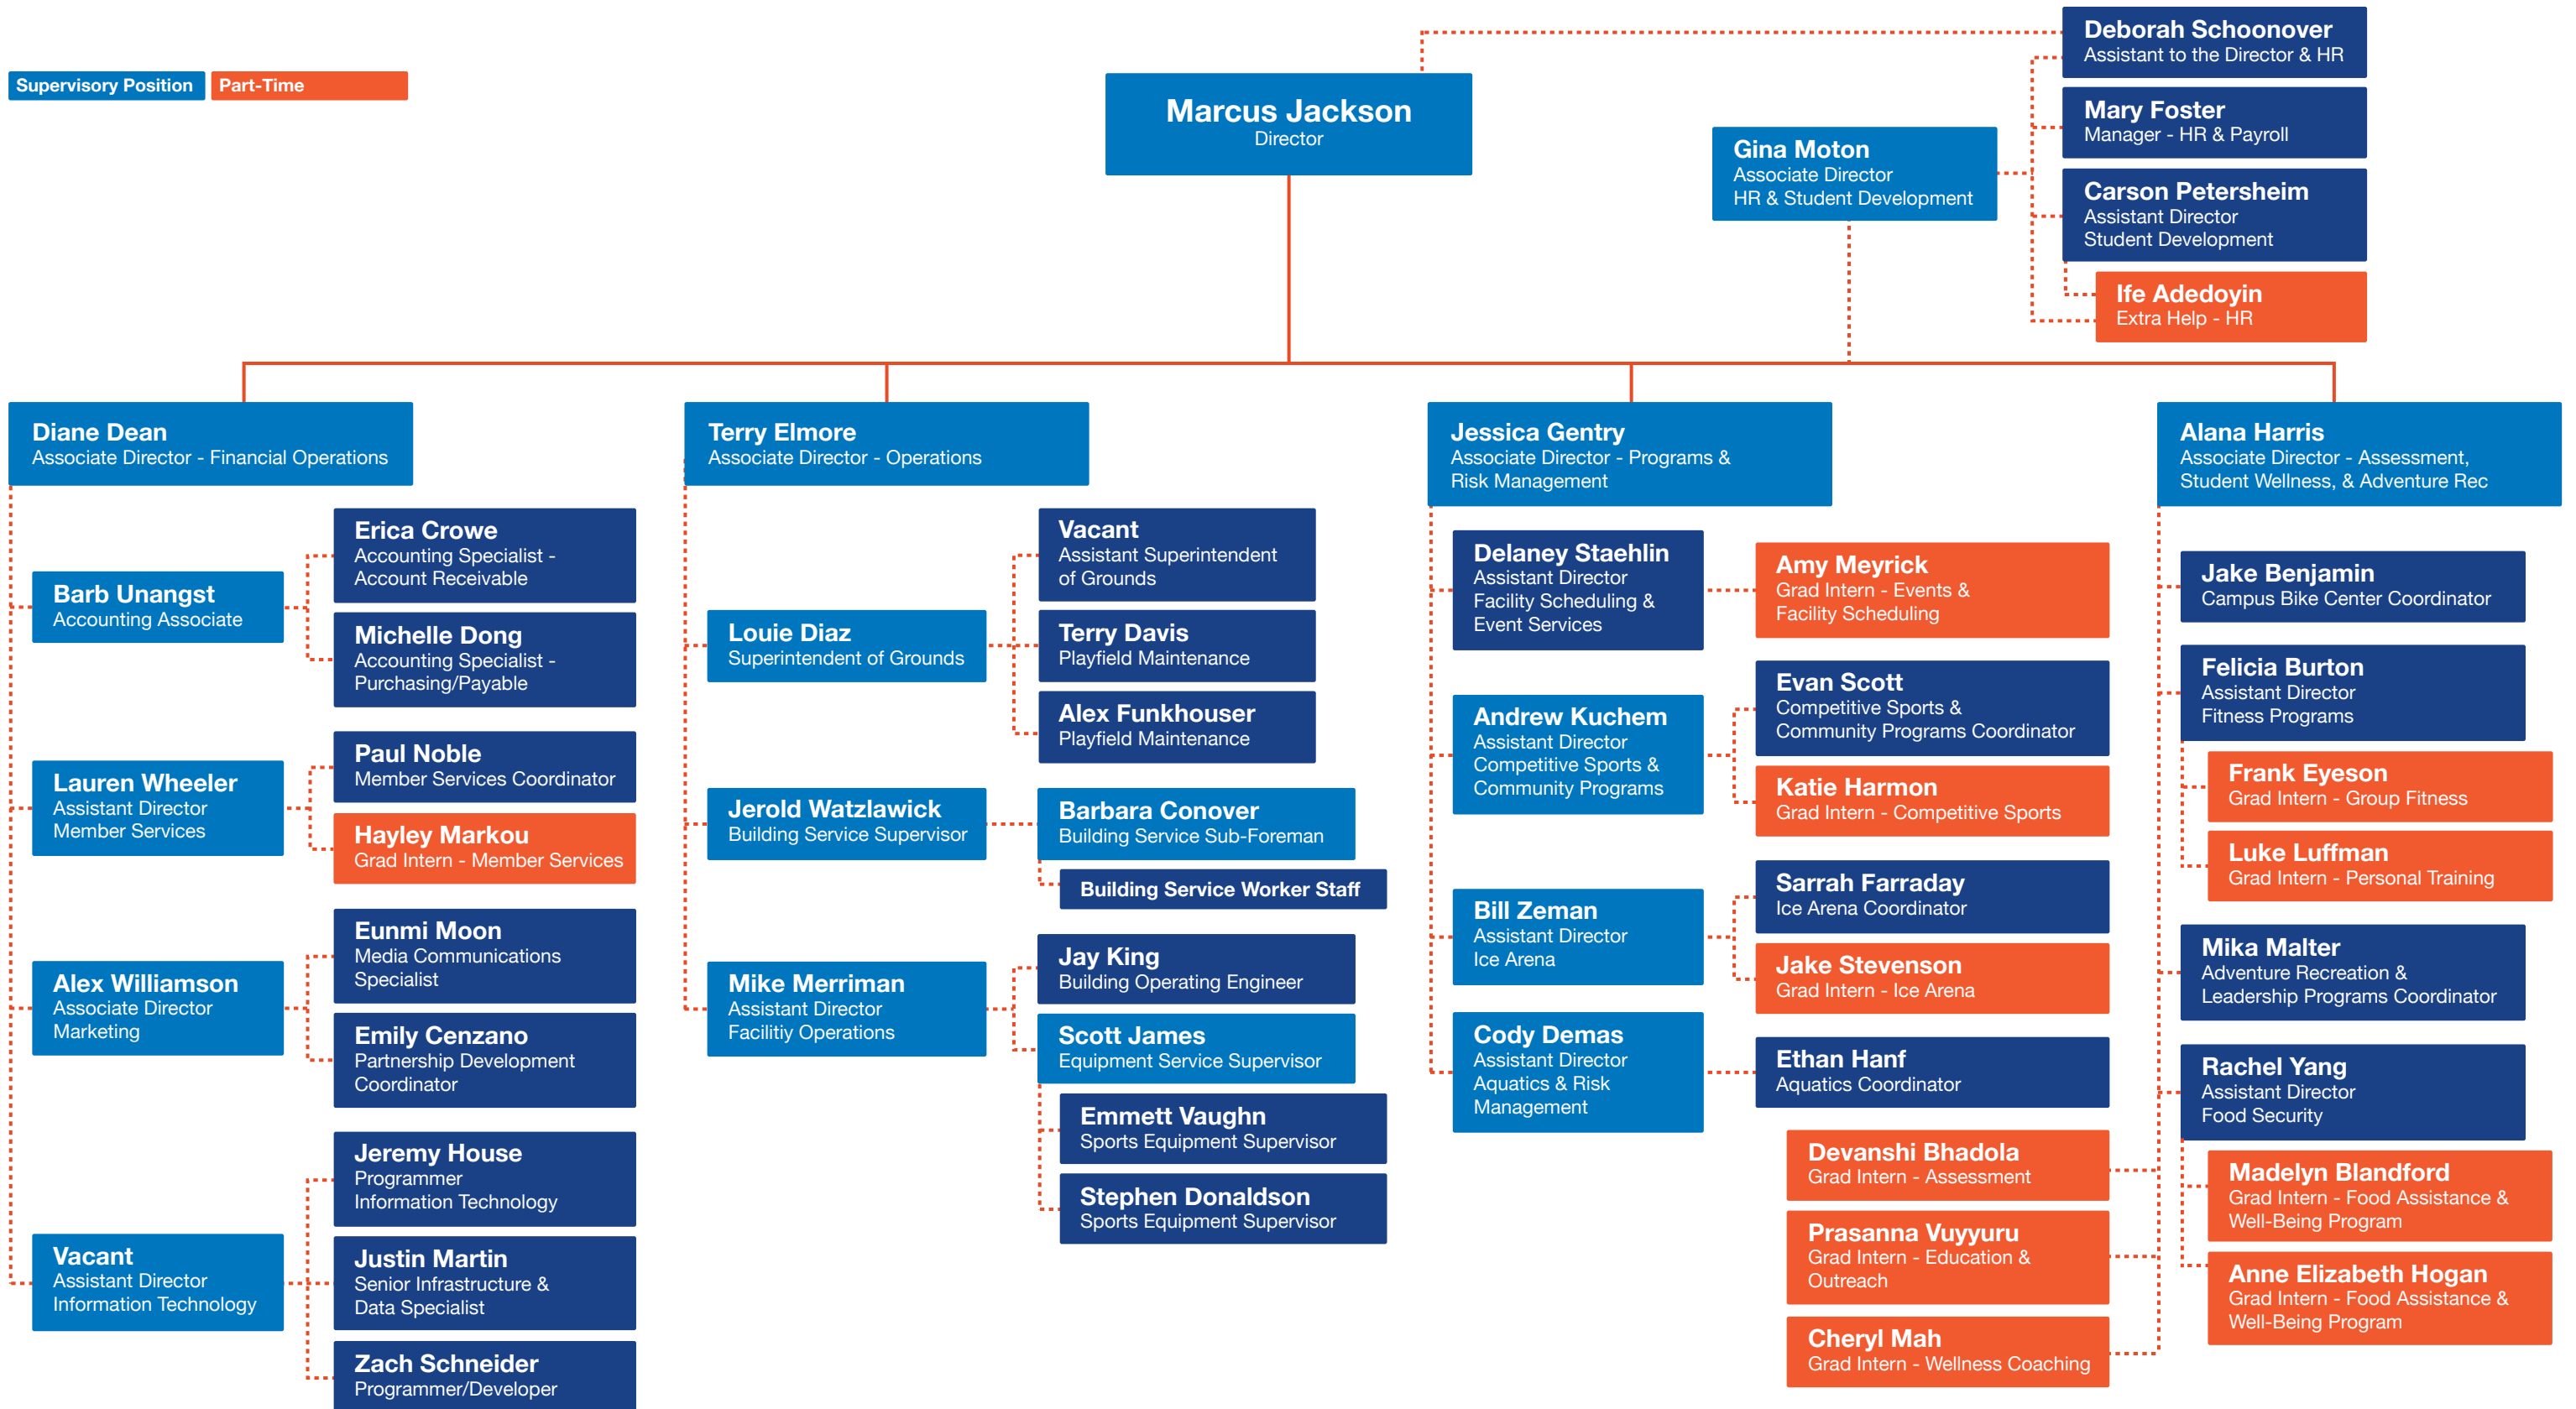 Supervisory Position
Part-Time
Marcus Jackson
Director
Gina Moton
Associate Director
HR & Student Development
Deborah Schoonover
Assistant to the Director & HR
Mary Foster
Manager - HR & Payroll
Carson Petersheim
Assistant Director
Student Development
Ife Adedoyin
Extra Help - HR
Diane Dean
Associate Director - Financial Operations
Barb Unangst
Accounting Associate
Erica Crowe
Accounting Specialist -
Account Receivable
Michelle Dong
Accounting Specialist -
Purchasing/Payable
Lauren Wheeler
Assistant Director
Member Services
Paul Noble
Member Services Coordinator
Hayley Markou
Grad Intern - Member Services
Alex Williamson
Associate Director
Marketing
Eunmi Moon
Media Communications
Specialist
Emily Cenzano
Partnership Development
Coordinator
Vacant
Assistant Director
Information Technology
Jeremy House
Programmer
Information Technology
Justin Martin
Senior Infrastructure &
Data Specialist
Zach Schneider
Programmer/Developer
Terry Elmore
Associate Director - Operations
Louie Diaz
Superintendent of Grounds
Vacant
Assistant Superintendent
of Grounds
Terry Davis
Playfield Maintenance
Alex Funkhouser
Playfield Maintenance
Jerold Watzlawick
Building Service Supervisor
Barbara Conover
Building Service Sub-Foreman
Building Service Worker Staff
Mike Merriman
Assistant Director
Facilitiy Operations
Jay King
Building Operating Engineer
Scott James
Equipment Service Supervisor
Emmett Vaughn
Sports Equipment Supervisor
Stephen Donaldson
Sports Equipment Supervisor
Jessica Gentry
Associate Director - Programs &
Risk Management
Delaney Staehlin
Assistant Director
Facility Scheduling &
Event Services
Amy Meyrick
Grad Intern - Events &
Facility Scheduling
Andrew Kuchem
Assistant Director
Competitive Sports &
Community Programs
Evan Scott
Competitive Sports &
Community Programs Coordinator
Katie Harmon
Grad Intern - Competitive Sports
Bill Zeman
Assistant Director
Ice Arena
Sarrah Farraday
Ice Arena Coordinator
Jake Stevenson
Grad Intern - Ice Arena
Cody Demas
Assistant Director
Aquatics & Risk
Management
Ethan Hanf
Aquatics Coordinator
Alana Harris
Associate Director - Assessment,
Student Wellness, & Adventure Rec
Jake Benjamin
Campus Bike Center Coordinator
Felicia Burton
Assistant Director
Fitness Programs
Frank Eyeson
Grad Intern - Group Fitness
Luke Luffman
Grad Intern - Personal Training
Mika Malter
Adventure Recreation &
Leadership Programs Coordinator
Rachel Yang
Assistant Director
Food Security
Madelyn Blandford
Grad Intern - Food Assistance &
Well-Being Program
Anne Elizabeth Hogan
Grad Intern - Food Assistance &
Well-Being Program
Devanshi Bhadola
Grad Intern - Assessment
Prasanna Vuyyuru
Grad Intern - Education &
Outreach
Cheryl Mah
Grad Intern - Wellness Coaching